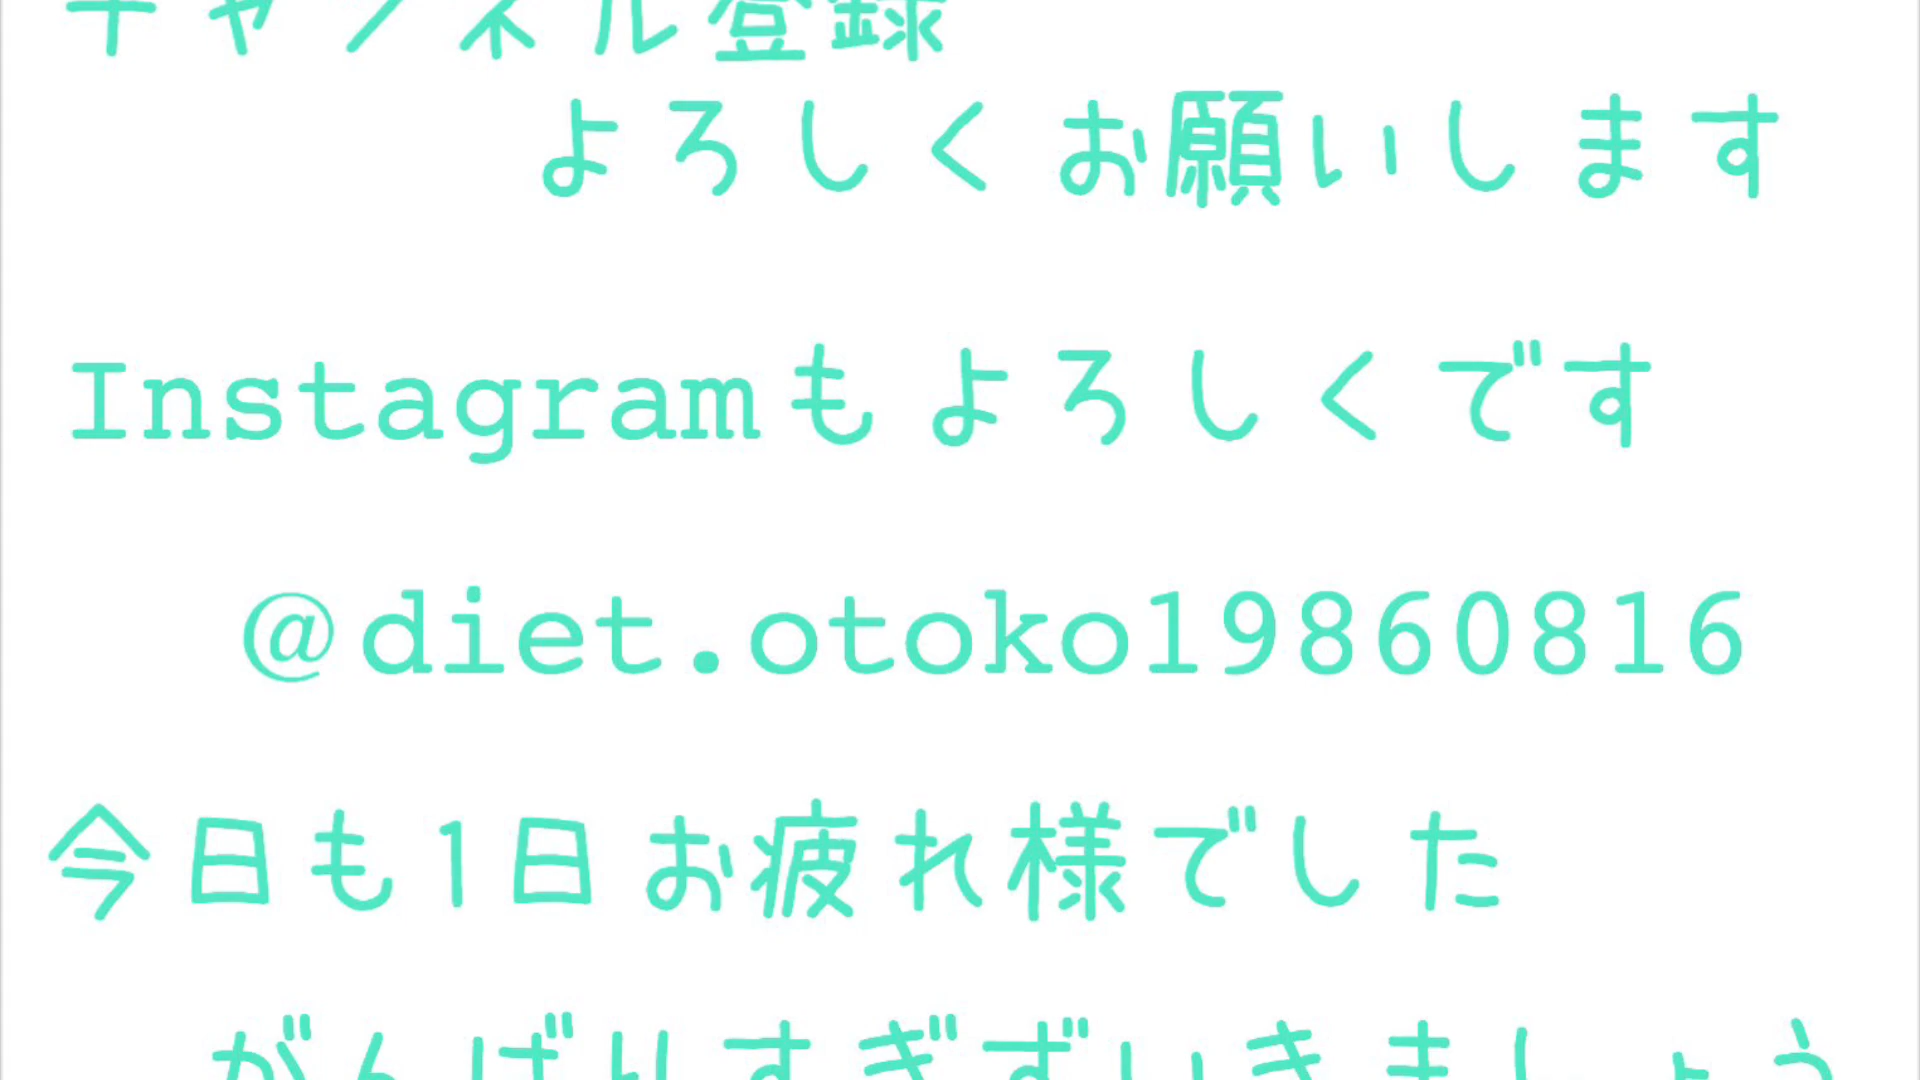 チャンネル登録
よろしくお願いします
Instagramもよろしくです
@diet.otoko19860816
今日も1日お疲れ様でした
がんばりすぎずいきましょう